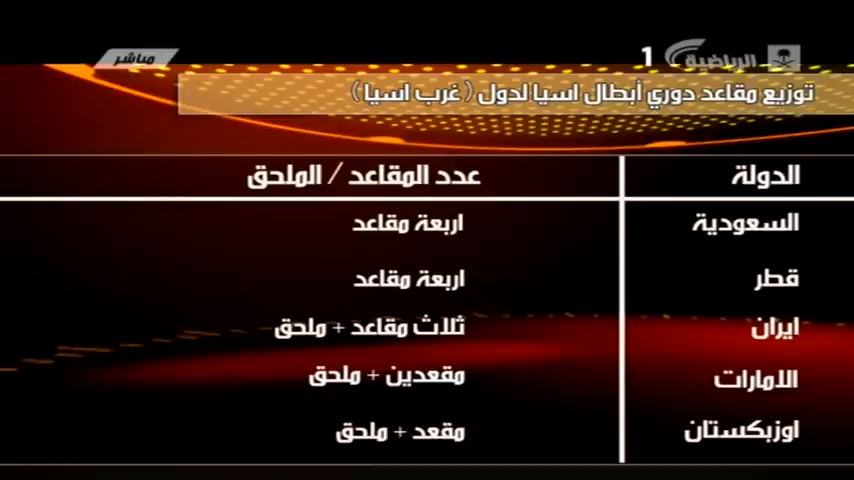 مباشر
الرياضية 1
توزيع مقاعد دوري أبطال اسيا لدول ( غرب اسيا )
الدولة عدد المقاعد / الملحق
السعودية اربعة مقاعد
قطر اربعة مقاعد
ايران ثلاث مقاعد + ملحق
الامارات مقعدين + ملحق
اوزبكستان مقعد + ملحق